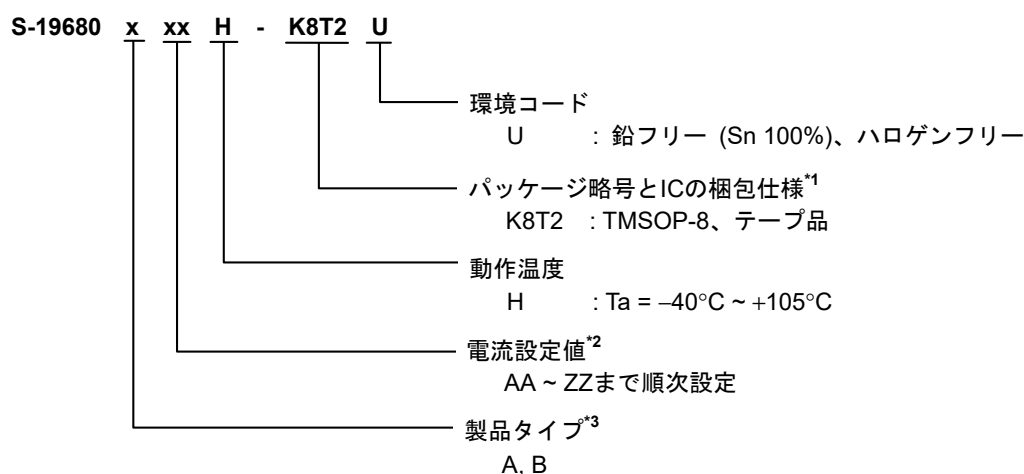 S-19680 x xx H - K8T2 U
環境コード
U : 鉛フリー (Sn 100%)、ハロゲンフリー
パッケージ略号とICの梱包仕様*1
K8T2 : TMSOP-8、テープ品
動作温度
H : Ta = −40°C ~ +105°C
電流設定値*2
AA ~ ZZまで順次設定
製品タイプ*3
A, B